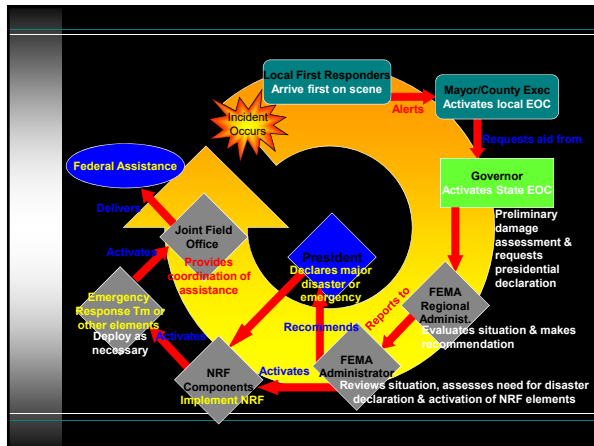 Local First Responders
Arrive first on scene
Mayor/County Exec
Activates local EOC
Alerts
Incident
Occurs
Requests aid from
Federal Assistance
Governor
Activates State EOC
Delivers
Preliminary
damage
assessment &
requests
presidential
declaration
Joint Field
Office
Provides
coordination of
assistance
Activates
President
Declares major
disaster or
emergency
FEMA
Regional
Administ.
Evaluates situation & makes
recommendation
Reports to
Emergency
Response Tm or
other elements
Deploy as
necessary
Activates
Recommends
FEMA
Administrator
Reviews situation, assesses need for disaster
declaration & activation of NRF elements
Activates
NRF
Components
Implement NRF